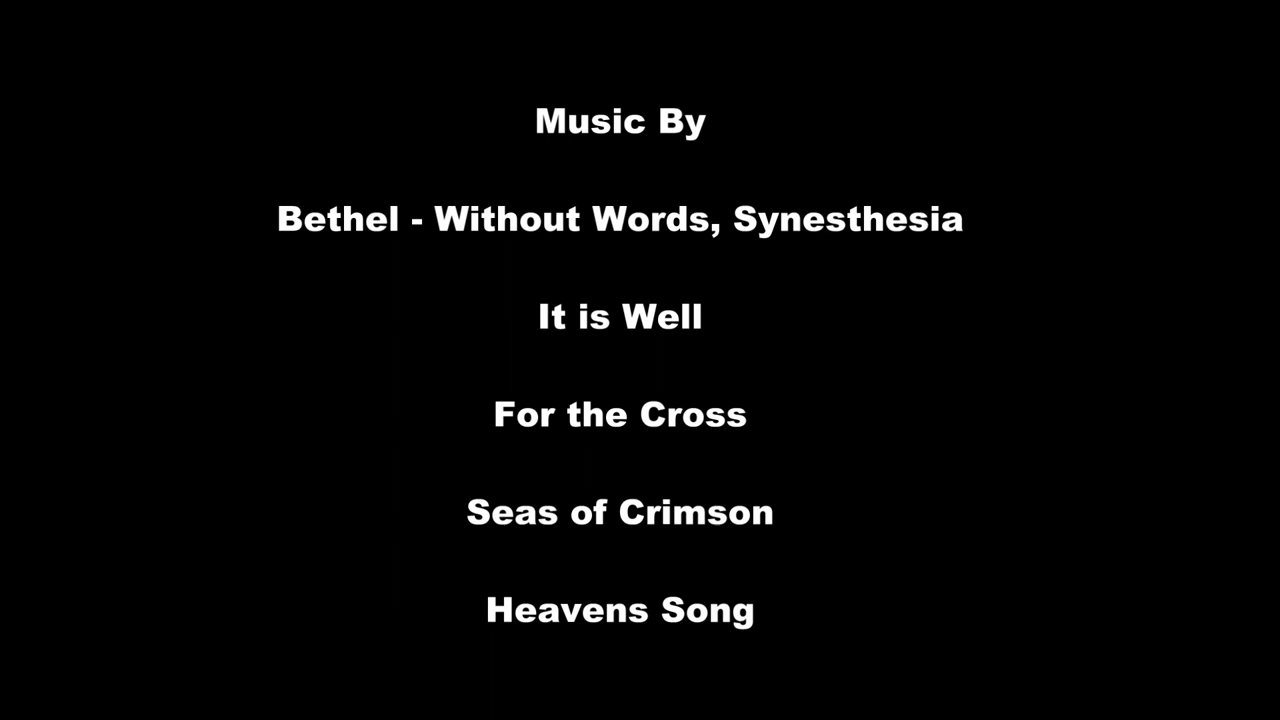 Music By
Bethel - Without Words, Synesthesia
It is Well
For the Cross
Seas of Crimson
Heavens Song